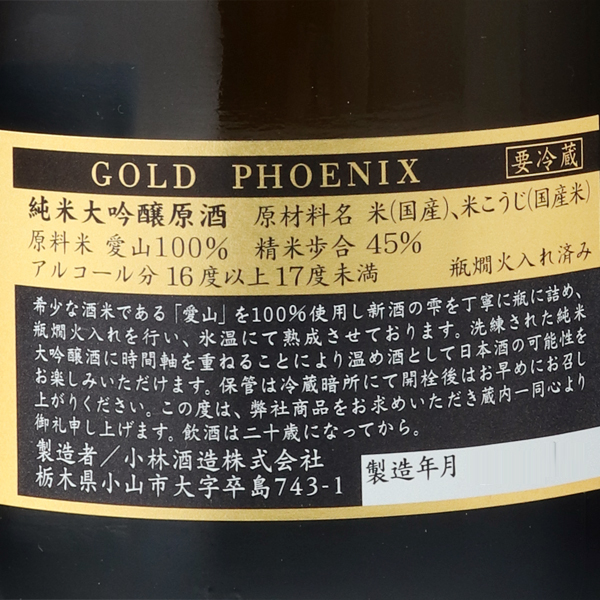 GOLD PHOENIX 要冷蔵
純米大吟醸原酒 原材料名 米(国産)、米こうじ(国産米)
原料米 愛山100% 精米歩合 45%
アルコール分 16度以上17度未満 瓶燗火入れ済み
希少な酒米である「愛山」を100%使用し新酒の雫を丁寧に瓶に詰め、
瓶燗火入れを行い、氷温にて熟成させております。洗練された純米
大吟醸酒に時間軸を重ねることにより温め酒として日本酒の可能性を
お楽しみいただけます。保管は冷蔵暗所にて開栓後はお早めにお召し
上がりください。この度は、弊社商品をお求めいただき蔵内一同心より
御礼申し上げます。飲酒は二十歳になってから。
製造者/小林酒造株式会社
栃木県小山市大字卒島743-1
製造年月